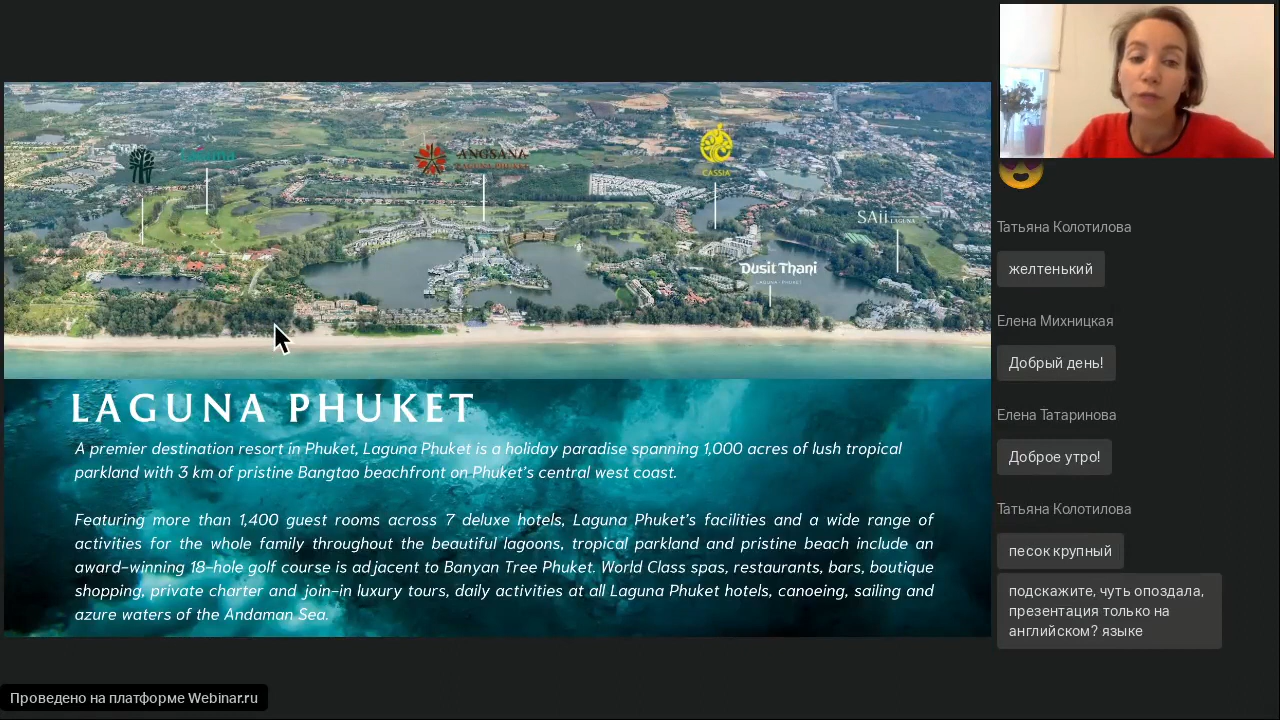 ANGSANA
LAGUNA PHUKET
CASSIA
SAii LAGUNA
Dusit Thani
LAGUNA PHUKET
LAGUNA PHUKET
A premier destination resort in Phuket, Laguna Phuket is a holiday paradise spanning 1,000 acres of lush tropical
parkland with 3 km of pristine Bangtao beachfront on Phuket's central west coast.
Featuring more than 1,400 guest rooms across 7 deluxe hotels, Laguna Phuket's facilities and a wide range of
activities for the whole family throughout the beautiful lagoons, tropical parkland and pristine beach include an
award-winning 18-hole golf course is adjacent to Banyan Tree Phuket. World Class spas, restaurants, bars, boutique
shopping, private charter and join-in luxury tours, daily activities at all Laguna Phuket hotels, canoeing, sailing and
azure waters of the Andaman Sea.
Татьяна Колотилова
желтенький
Елена Михницкая
Добрый день!
Елена Татаринова
Доброе утро!
Татьяна Колотилова
песок крупный
подскажите, чуть опоздала,
презентация только на
английском? языке
Проведено на платформе Webinar.ru